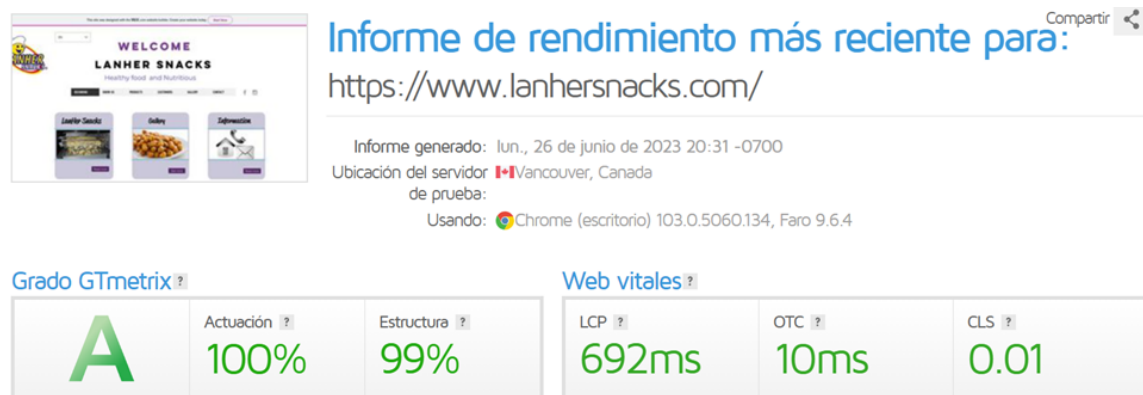 Compartir
Informe de rendimiento más reciente para:
https://www.lanhersnacks.com/
WELCOME
LANHER SNACKS
Healthy food and Nutritious
LanHer Snacks
Gallery
Information
Informe generado: lun., 26 de junio de 2023 20:31 -0700
Ubicación del servidor de prueba: Vancouver, Canada
Usando: Chrome (escritorio) 103.0.5060.134, Faro 9.6.4
Grado GTmetrix ?
A
Actuación ?
100%
Estructura ?
99%
Web vitales ?
LCP ?
692ms
OTC ?
10ms
CLS ?
0.01